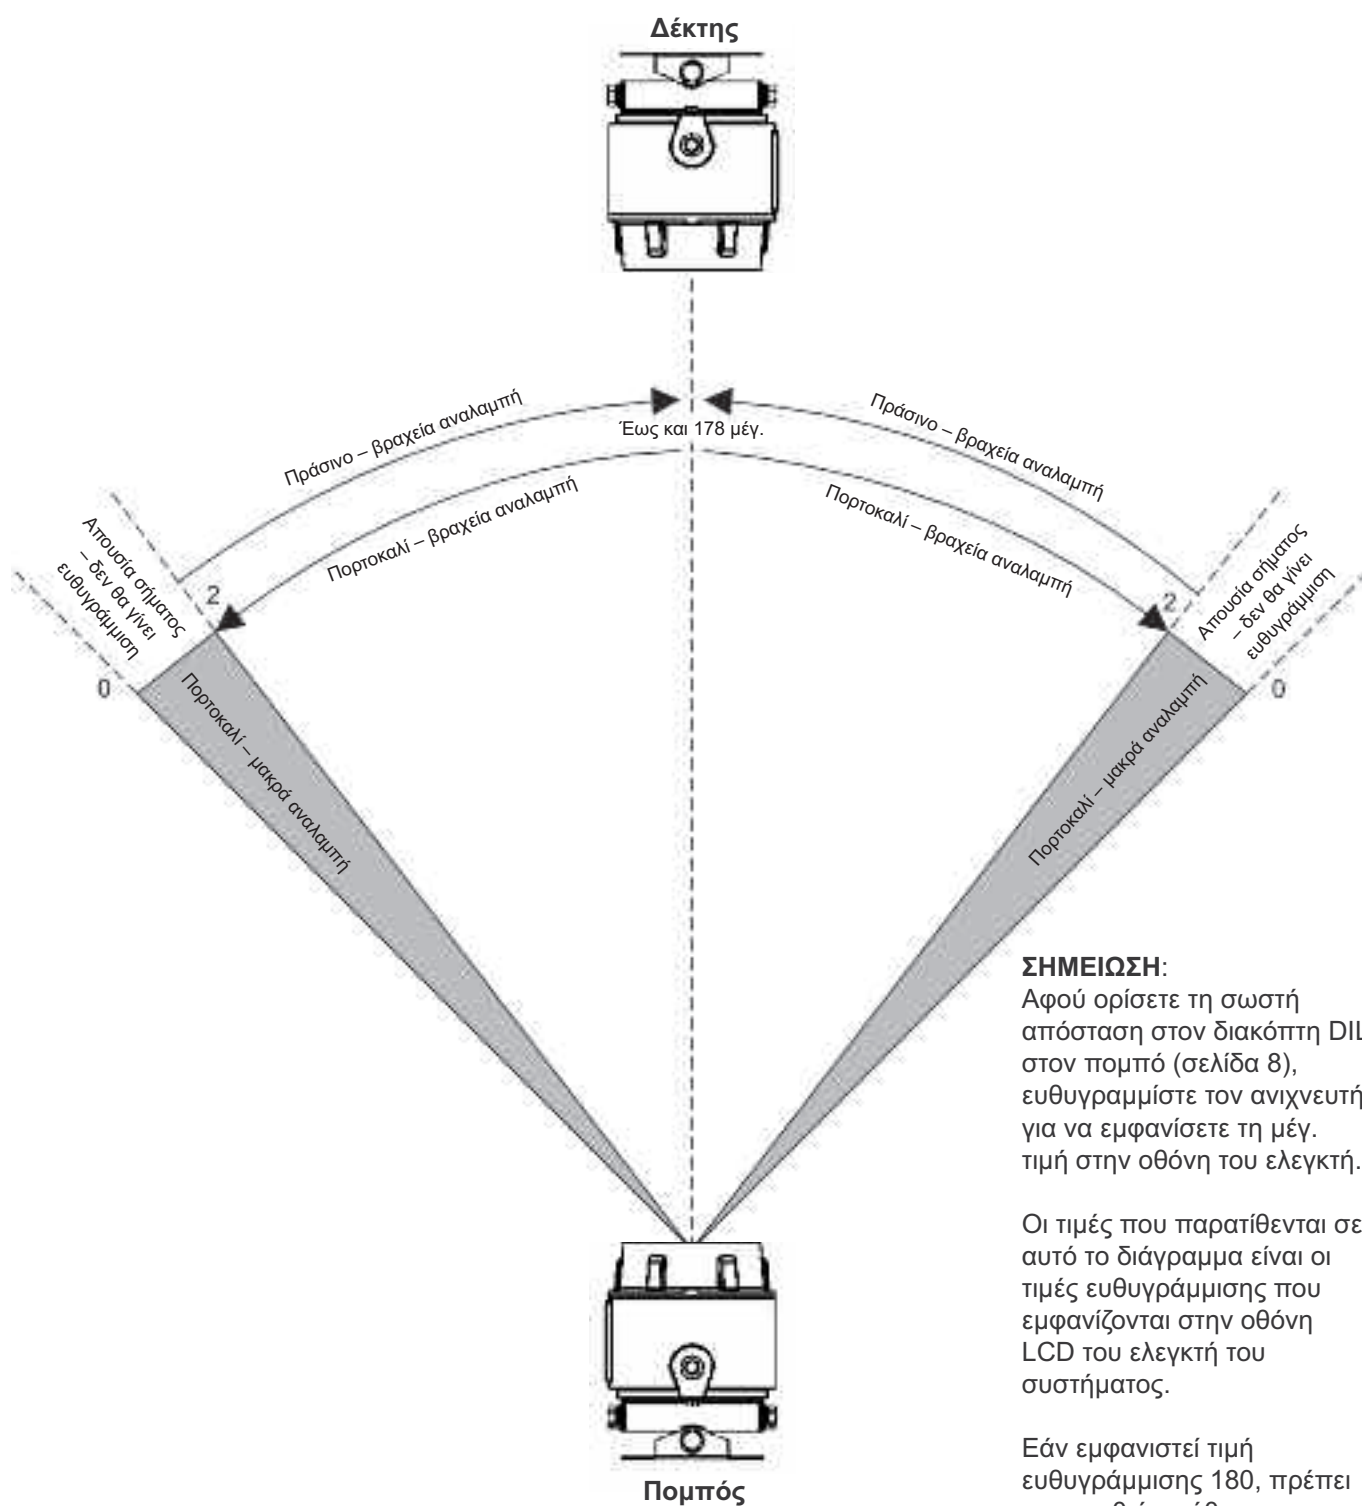 Δέκτης
Πράσινο – βραχεία αναλαμπή
Πράσινο – βραχεία αναλαμπή
Έως και 178 μέγ.
Πορτοκαλί – βραχεία αναλαμπή
Πορτοκαλί – βραχεία αναλαμπή
Απουσία σήματος
– δεν θα γίνει
ευθυγράμμιση
2
0
Απουσία σήματος
– δεν θα γίνει
ευθυγράμμιση
2
0
Πορτοκαλί – μακρά αναλαμπή
Πορτοκαλί – μακρά αναλαμπή
ΣΗΜΕΙΩΣΗ:
Αφού ορίσετε τη σωστή
απόσταση στον διακόπτη DIL
στον πομπό (σελίδα 8),
ευθυγραμμίστε τον ανιχνευτή
για να εμφανίσετε τη μέγ.
τιμή στην οθόνη του ελεγκτή.
Οι τιμές που παρατίθενται σε
αυτό το διάγραμμα είναι οι
τιμές ευθυγράμμισης που
εμφανίζονται στην οθόνη
LCD του ελεγκτή του
συστήματος.
Εάν εμφανιστεί τιμή
ευθυγράμμισης 180, πρέπει
Πομπός